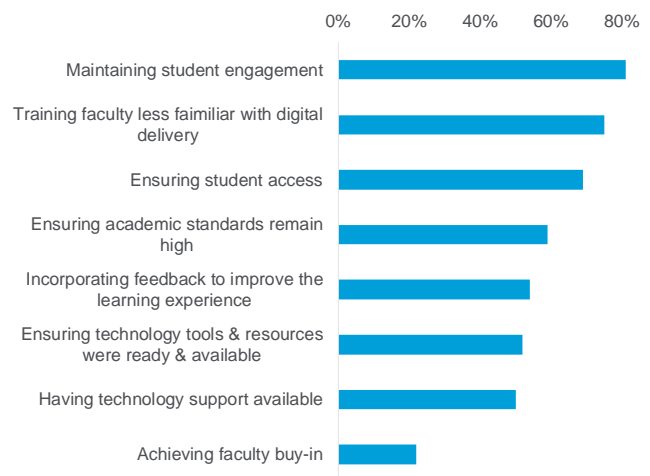 0% 20% 40% 60% 80%
Maintaining student engagement
Training faculty less faimiliar with digital
delivery
Ensuring student access
Ensuring academic standards remain
high
Incorporating feedback to improve the
learning experience
Ensuring technology tools & resources
were ready & available
Having technology support available
Achieving faculty buy-in